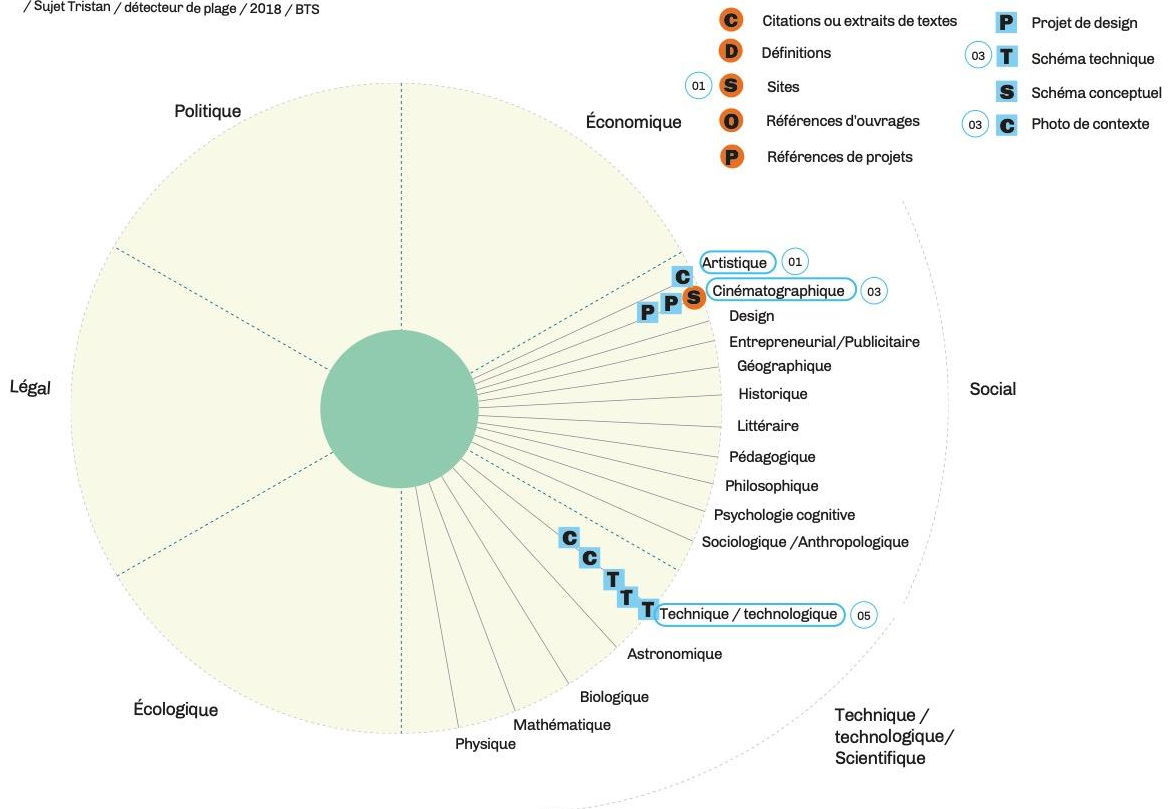 / Sujet Tristan / détecteur de plage / 2018 / BTS
C Citations ou extraits de textes
D Définitions
01 S Sites
O Références d'ouvrages
P Références de projets
P Projet de design
03 T Schéma technique
S Schéma conceptuel
03 C Photo de contexte
Politique
Économique
C Artistique 01
P P S Cinématographique 03
Design
Entrepreneurial/Publicitaire
Géographique
Historique
Littéraire
Pédagogique
Philosophique
Psychologie cognitive
Sociologique /Anthropologique
Légal
Social
C
C
T
T
T Technique / technologique 05
Astronomique
Biologique
Mathématique
Physique
Écologique
Technique /
technologique/
Scientifique